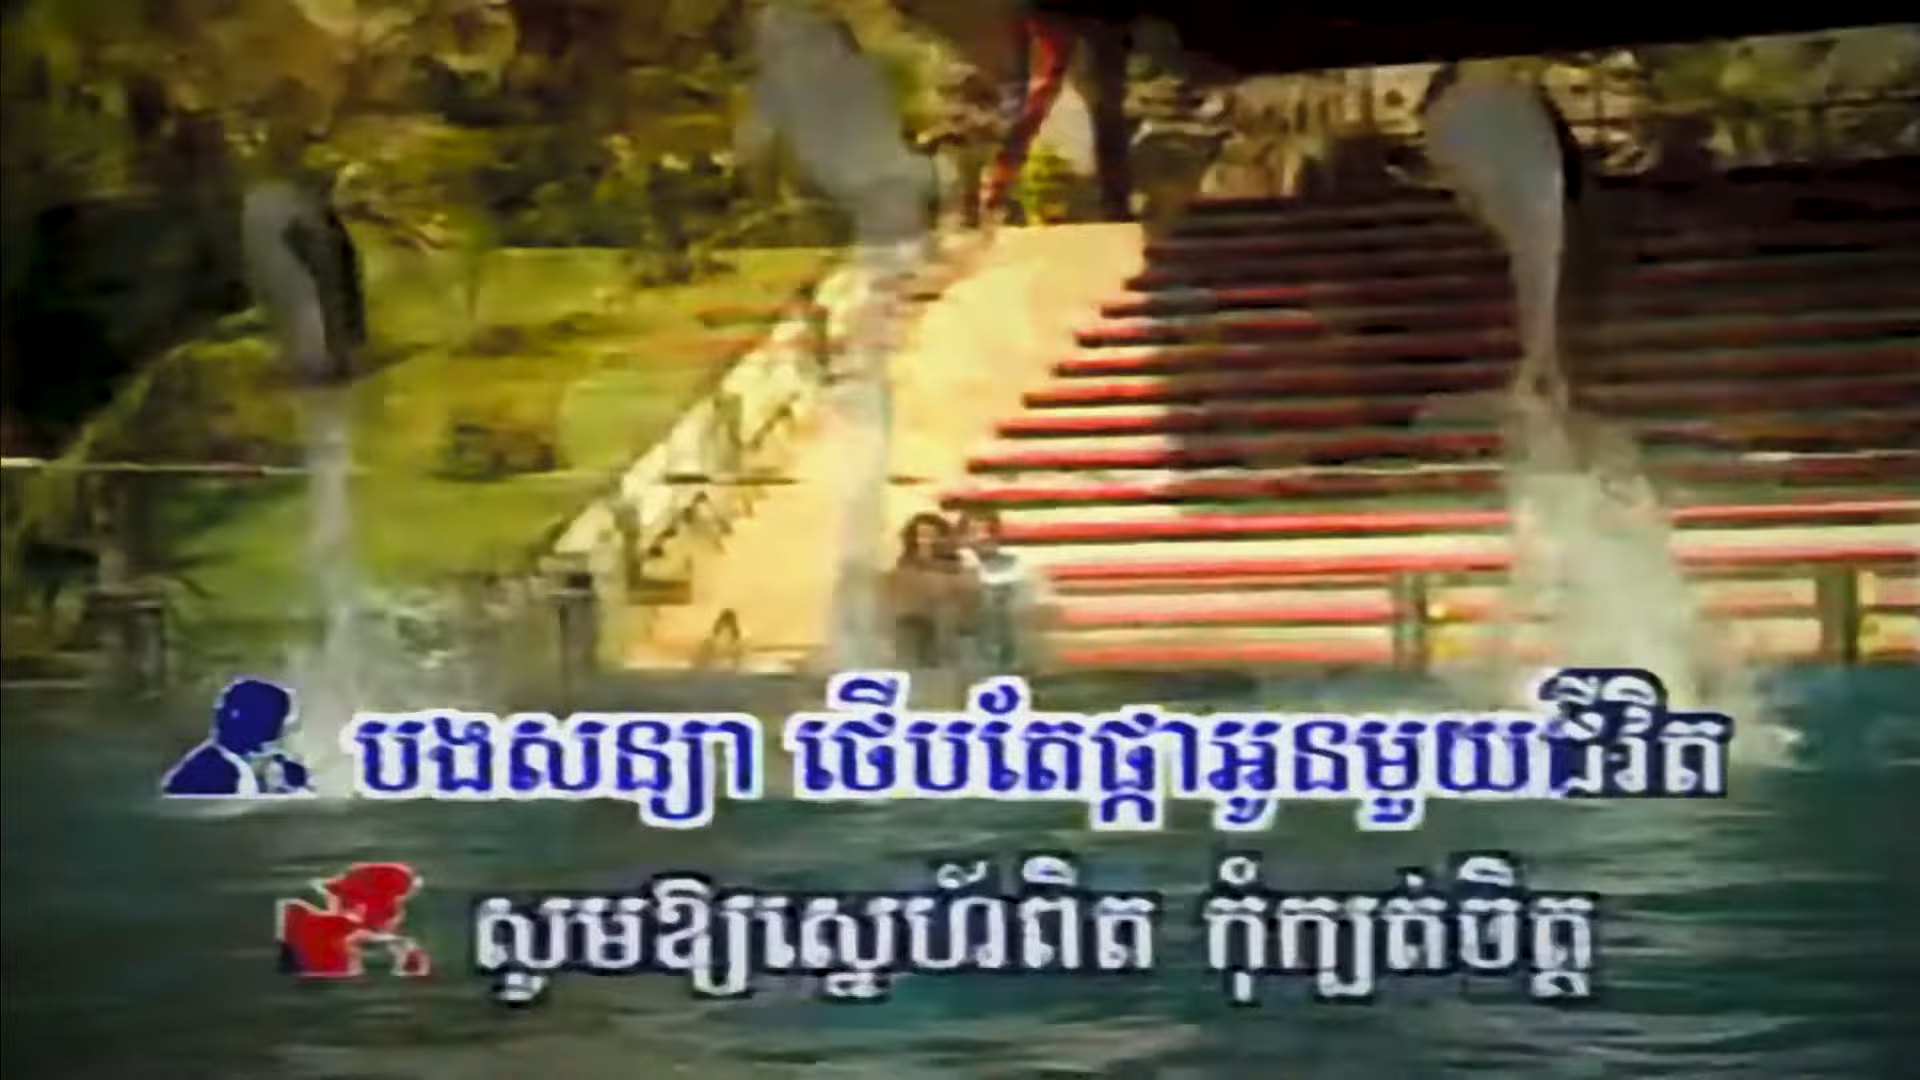 បងសន្យា ថើបតែផ្កាអូនមួយជីវិត
សូមឱ្យស្នេហ៍ពិត កុំក្បត់ចិត្ត